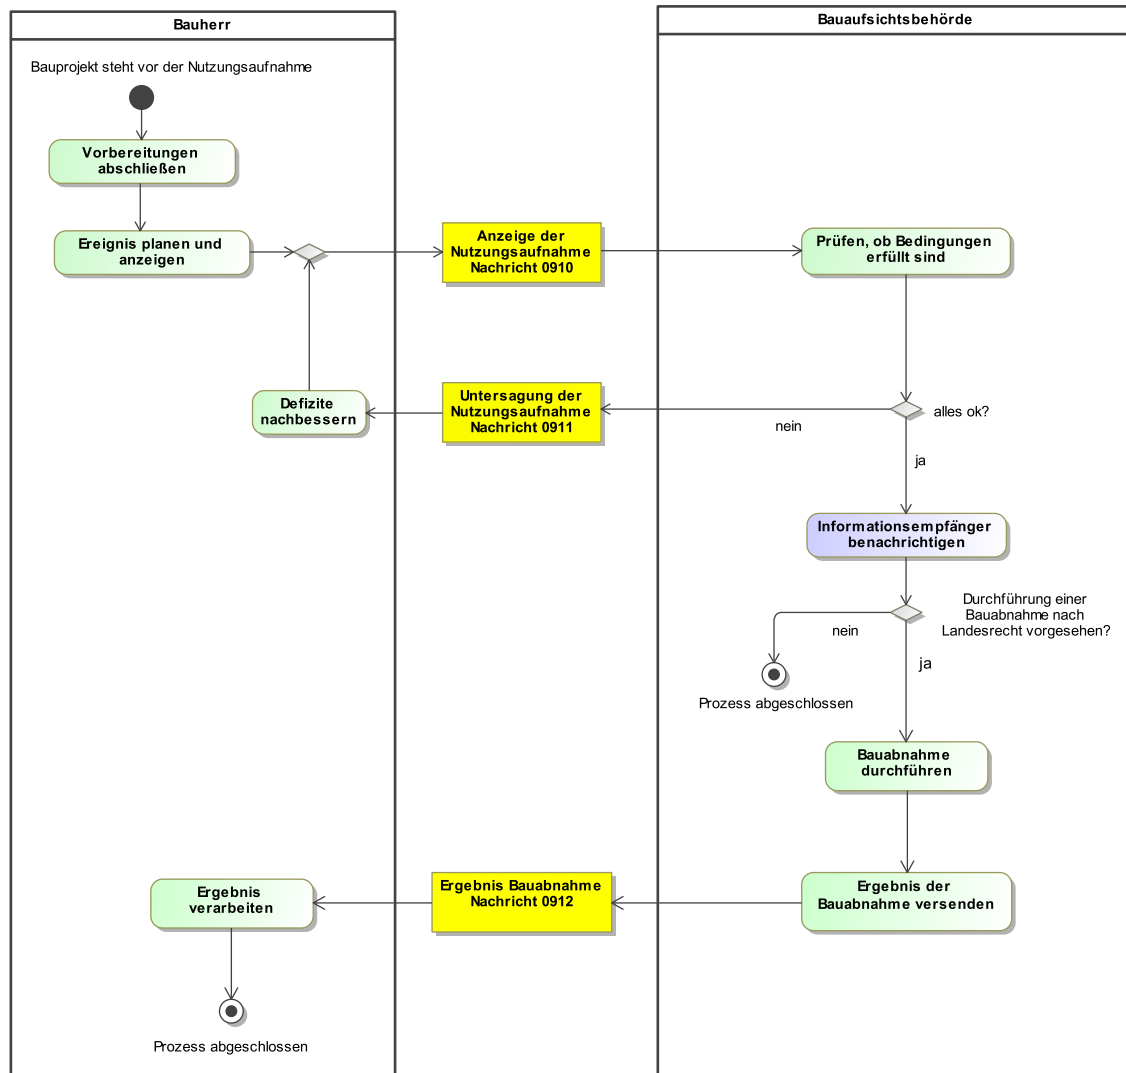 Bauherr
Bauaufsichtsbehörde
Bauprojekt steht vor der Nutzungsaufnahme
Vorbereitungen
abschließen
Ereignis planen und
anzeigen
Anzeige der
Nutzungsaufnahme
Nachricht 0910
Prüfen, ob Bedingungen
erfüllt sind
Defizite
nachbessern
Untersagung der
Nutzungsaufnahme
Nachricht 0911
nein
alles ok?
ja
Informationsempfänger
benachrichtigen
Durchführung einer
Bauabnahme nach
Landesrecht vorgesehen?
nein
ja
Prozess abgeschlossen
Bauabnahme
durchführen
Ergebnis der
Bauabnahme versenden
Ergebnis Bauabnahme
Nachricht 0912
Ergebnis
verarbeiten
Prozess abgeschlossen